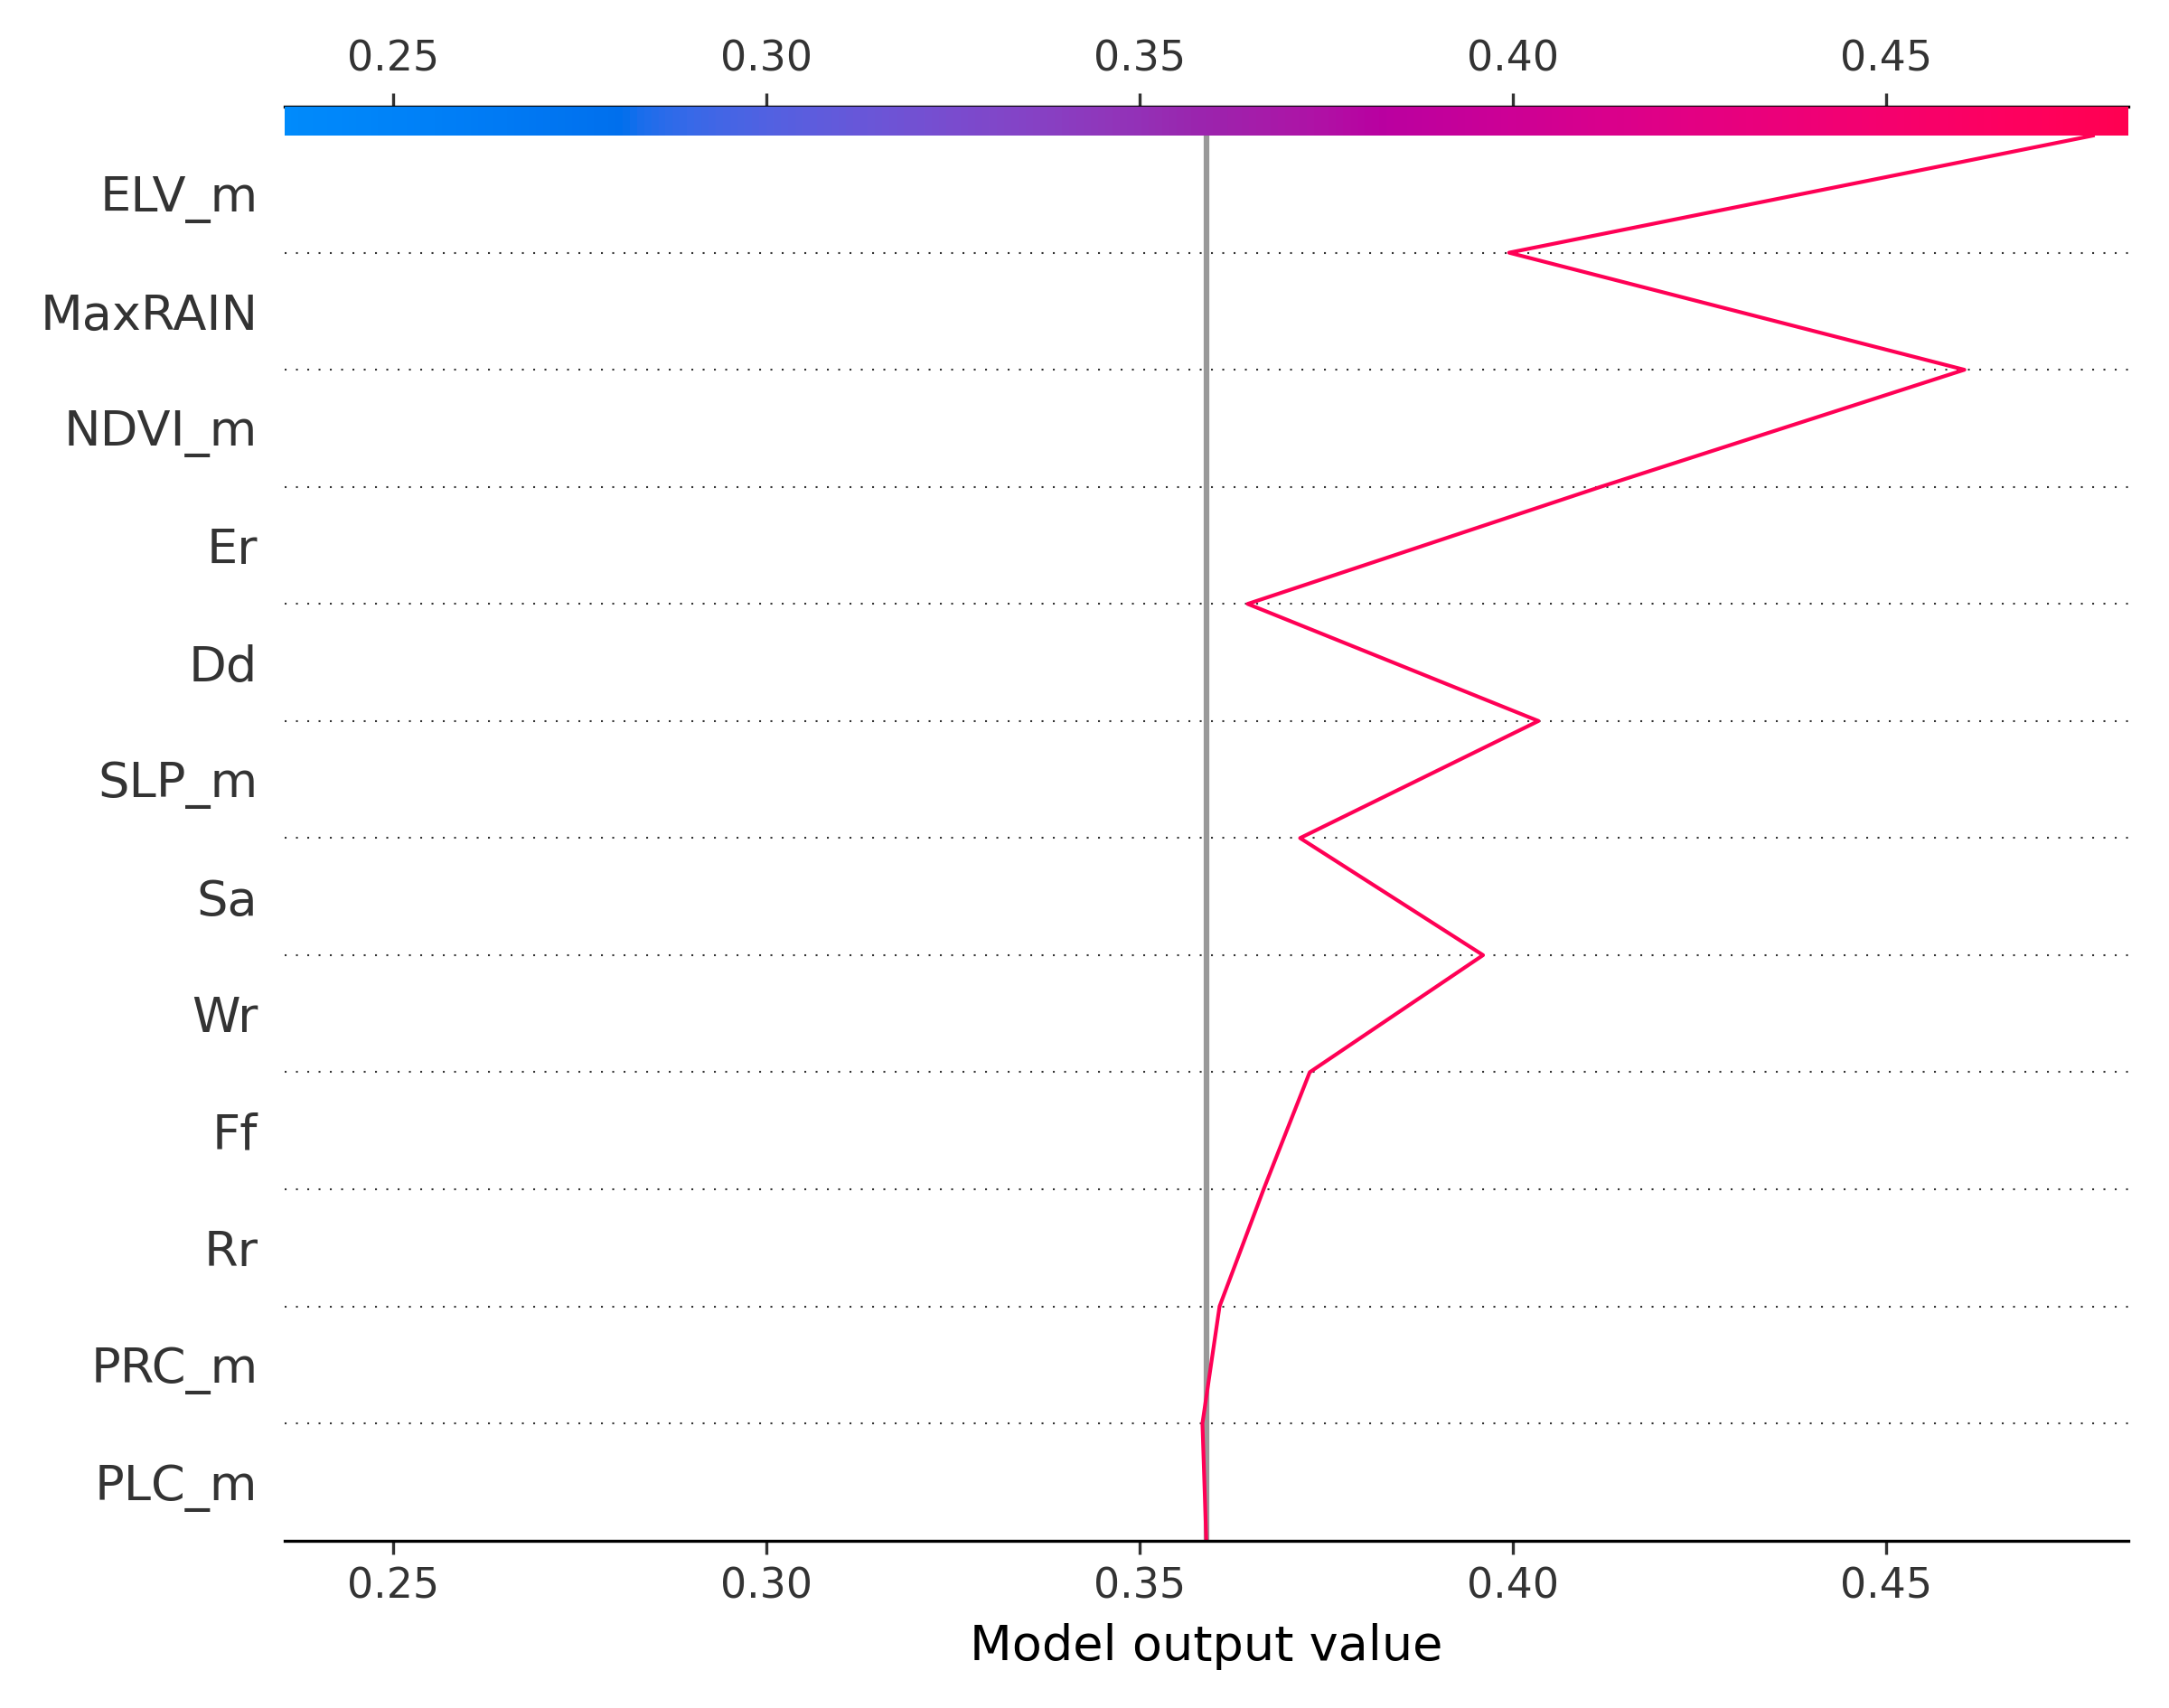 0.25 0.30 0.35 0.40 0.45
ELV_m
MaxRAIN
NDVI_m
Er
Dd
SLP_m
Sa
Wr
Ff
Rr
PRC_m
PLC_m
0.25 0.30 0.35 0.40 0.45
Model output value